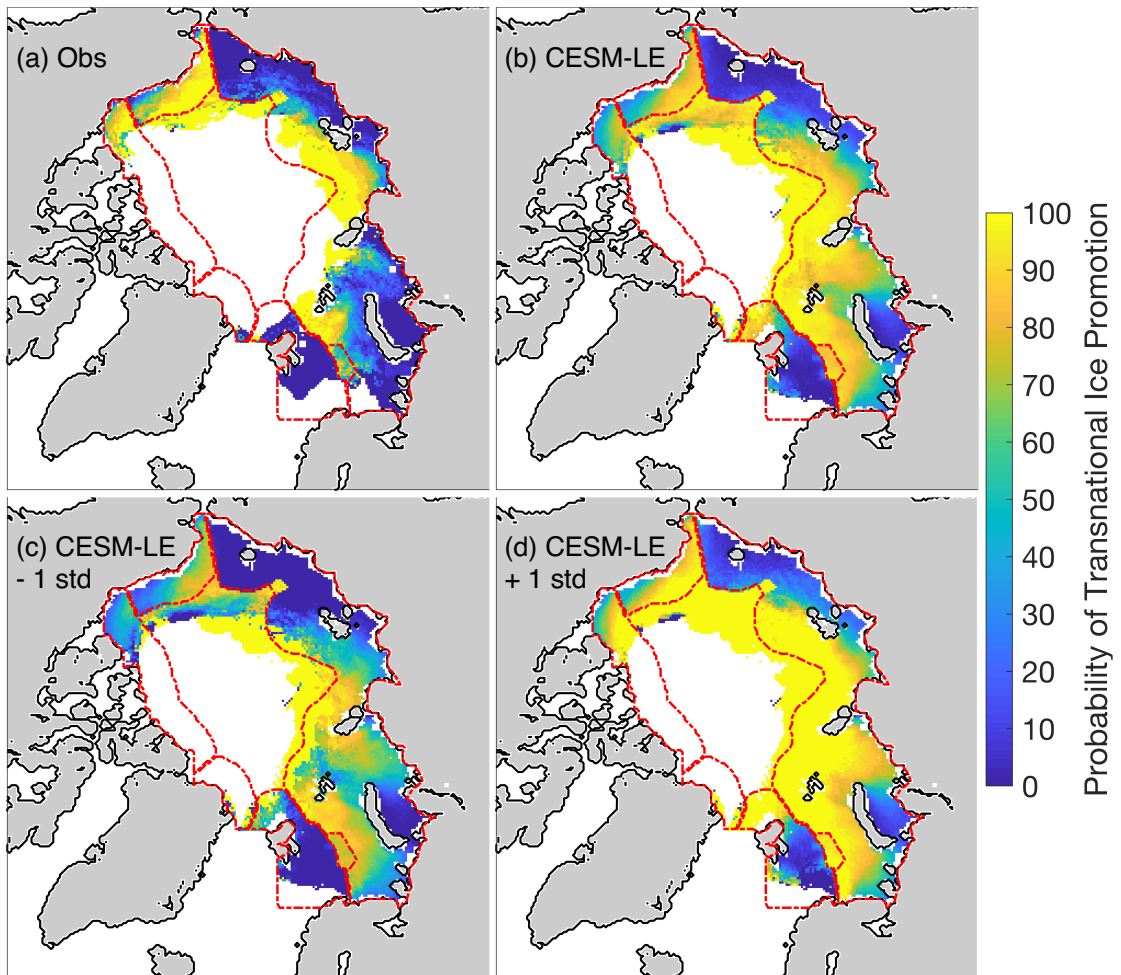 (a) Obs
(b) CESM-LE
(c) CESM-LE
- 1 std
(d) CESM-LE
+ 1 std
100
90
80
70
60
50
40
30
20
10
0
Probability of Transnational Ice Promotion